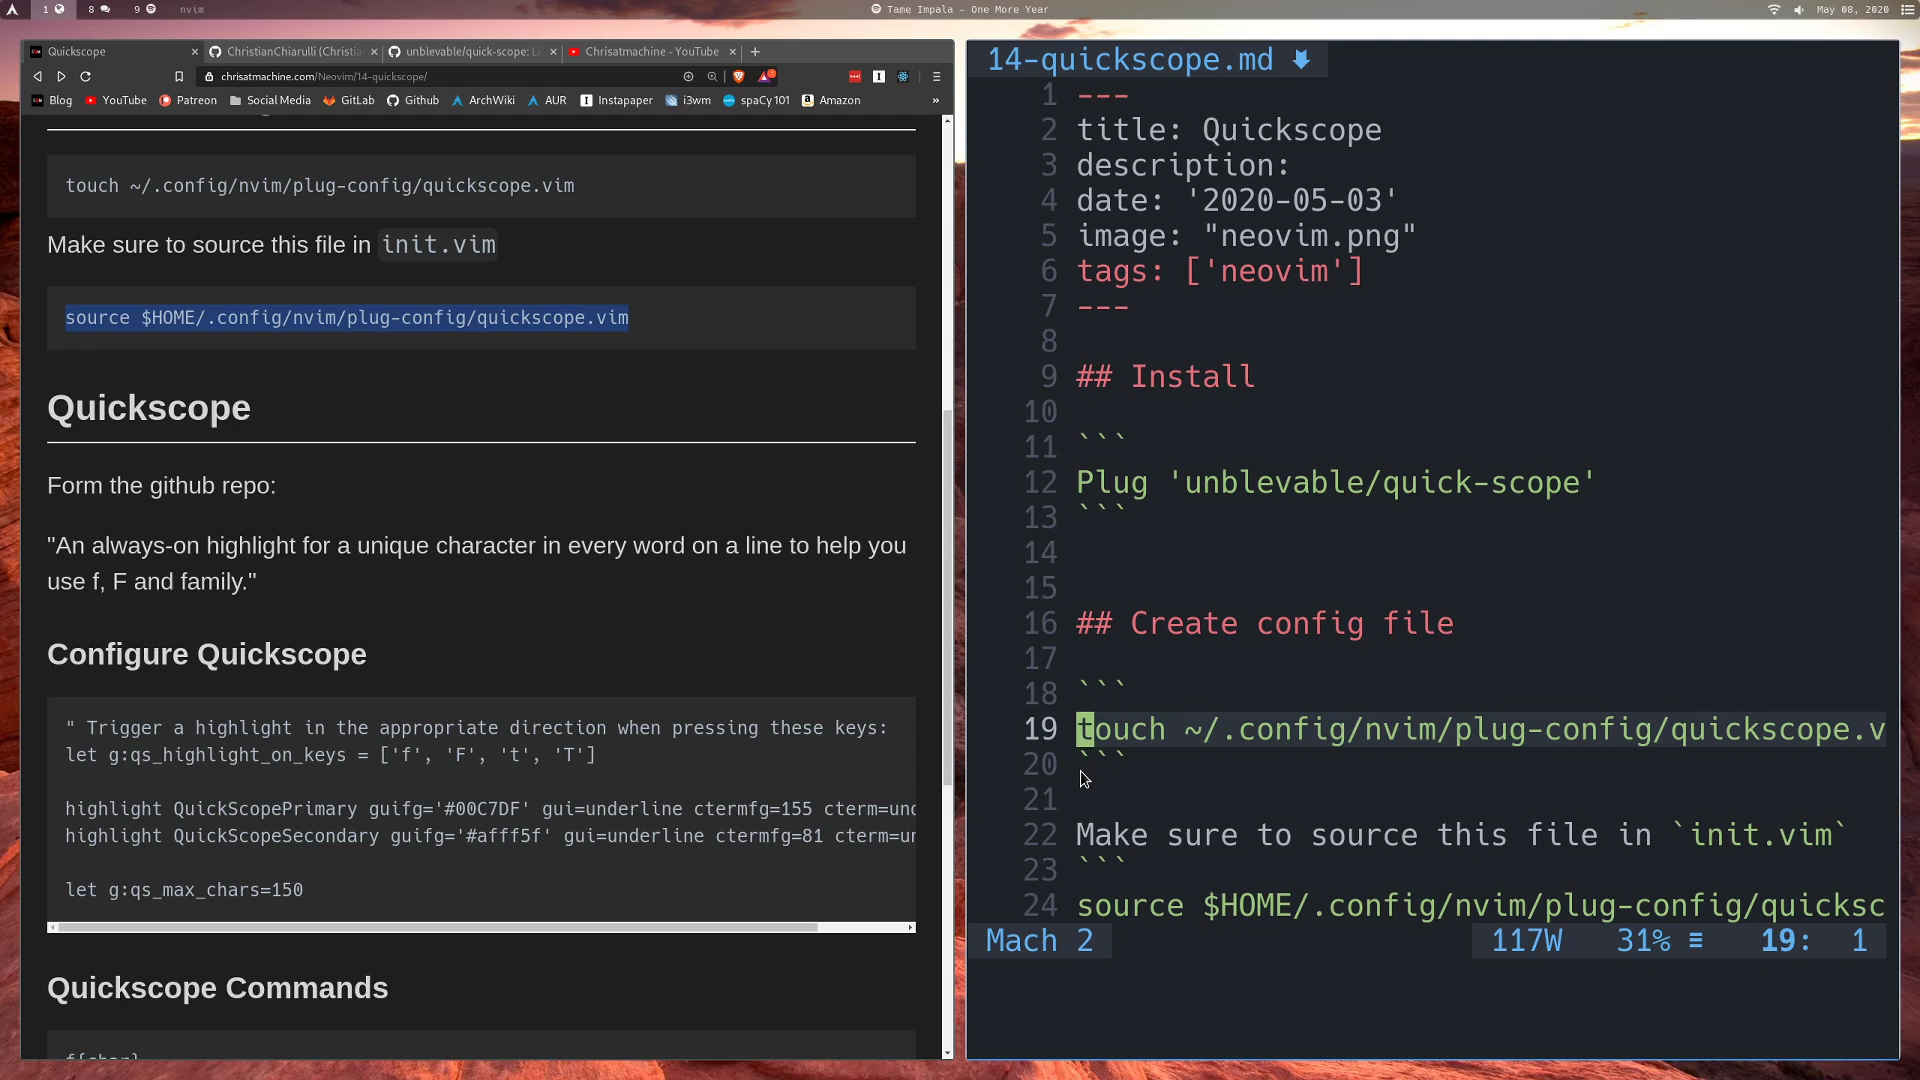 1 8 9 nvim
Tame Impala - One More Year
May 08, 2020
Quickscope
ChristianChiarulli (Christia
unblevable/quick-scope: Li
Chrisatmachine - YouTube
chrisatmachine.com/Neovim/14-quickscope/
Blog YouTube Patreon Social Media GitLab Github ArchWiki AUR Instapaper i3wm spaCy 101 Amazon »
touch ~/.config/nvim/plug-config/quickscope.vim
Make sure to source this file in init.vim
source $HOME/.config/nvim/plug-config/quickscope.vim
Quickscope
Form the github repo:
"An always-on highlight for a unique character in every word on a line to help you
use f, F and family."
Configure Quickscope
" Trigger a highlight in the appropriate direction when pressing these keys:
let g:qs_highlight_on_keys = ['f', 'F', 't', 'T']
highlight QuickScopePrimary guifg='#00C7DF' gui=underline ctermfg=155 cterm=und
highlight QuickScopeSecondary guifg='#afff5f' gui=underline ctermfg=81 cterm=un
let g:qs_max_chars=150
Quickscope Commands
14-quickscope.md
1 ---
2 title: Quickscope
3 description:
4 date: '2020-05-03'
5 image: "neovim.png"
6 tags: ['neovim']
7 ---
8
9 ## Install
10
11 ```
12 Plug 'unblevable/quick-scope'
13 ```
14
15
16 ## Create config file
17
18 ```
19 touch ~/.config/nvim/plug-config/quickscope.v
20 ```
21
22 Make sure to source this file in `init.vim`
23 ```
24 source $HOME/.config/nvim/plug-config/quicksc
Mach 2 117W 31% ≡ 19: 1